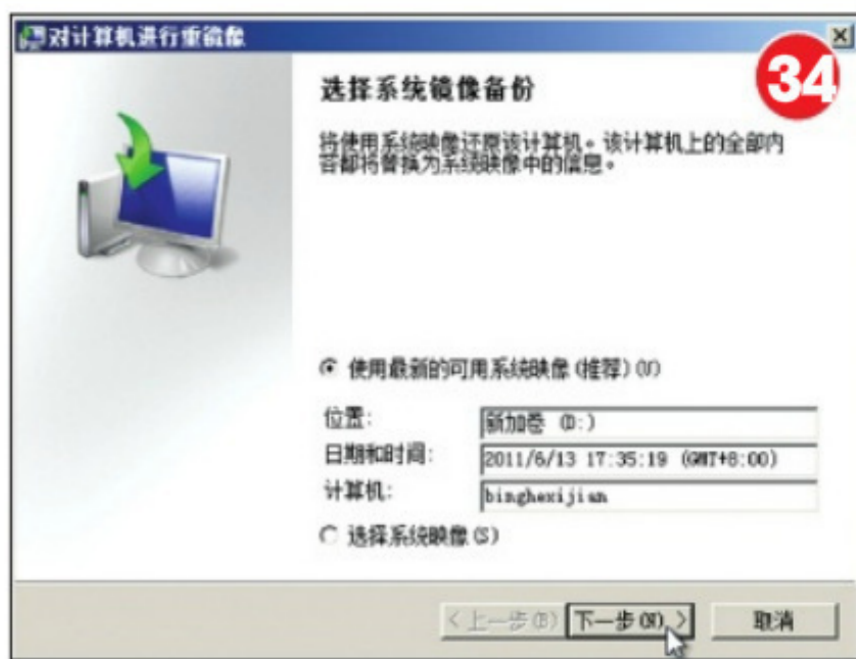 对计算机进行重镜像
34
选择系统镜像备份
将使用系统映像还原该计算机。该计算机上的全部内
容都将替换为系统映像中的信息。
使用最新的可用系统映像(推荐)(U)
位置: 新加卷 (D:)
日期和时间: 2011/6/13 17:35:19 (GMT+8:00)
计算机: binghexijian
选择系统映像(S)
<上一步(B) 下一步(N) > 取消